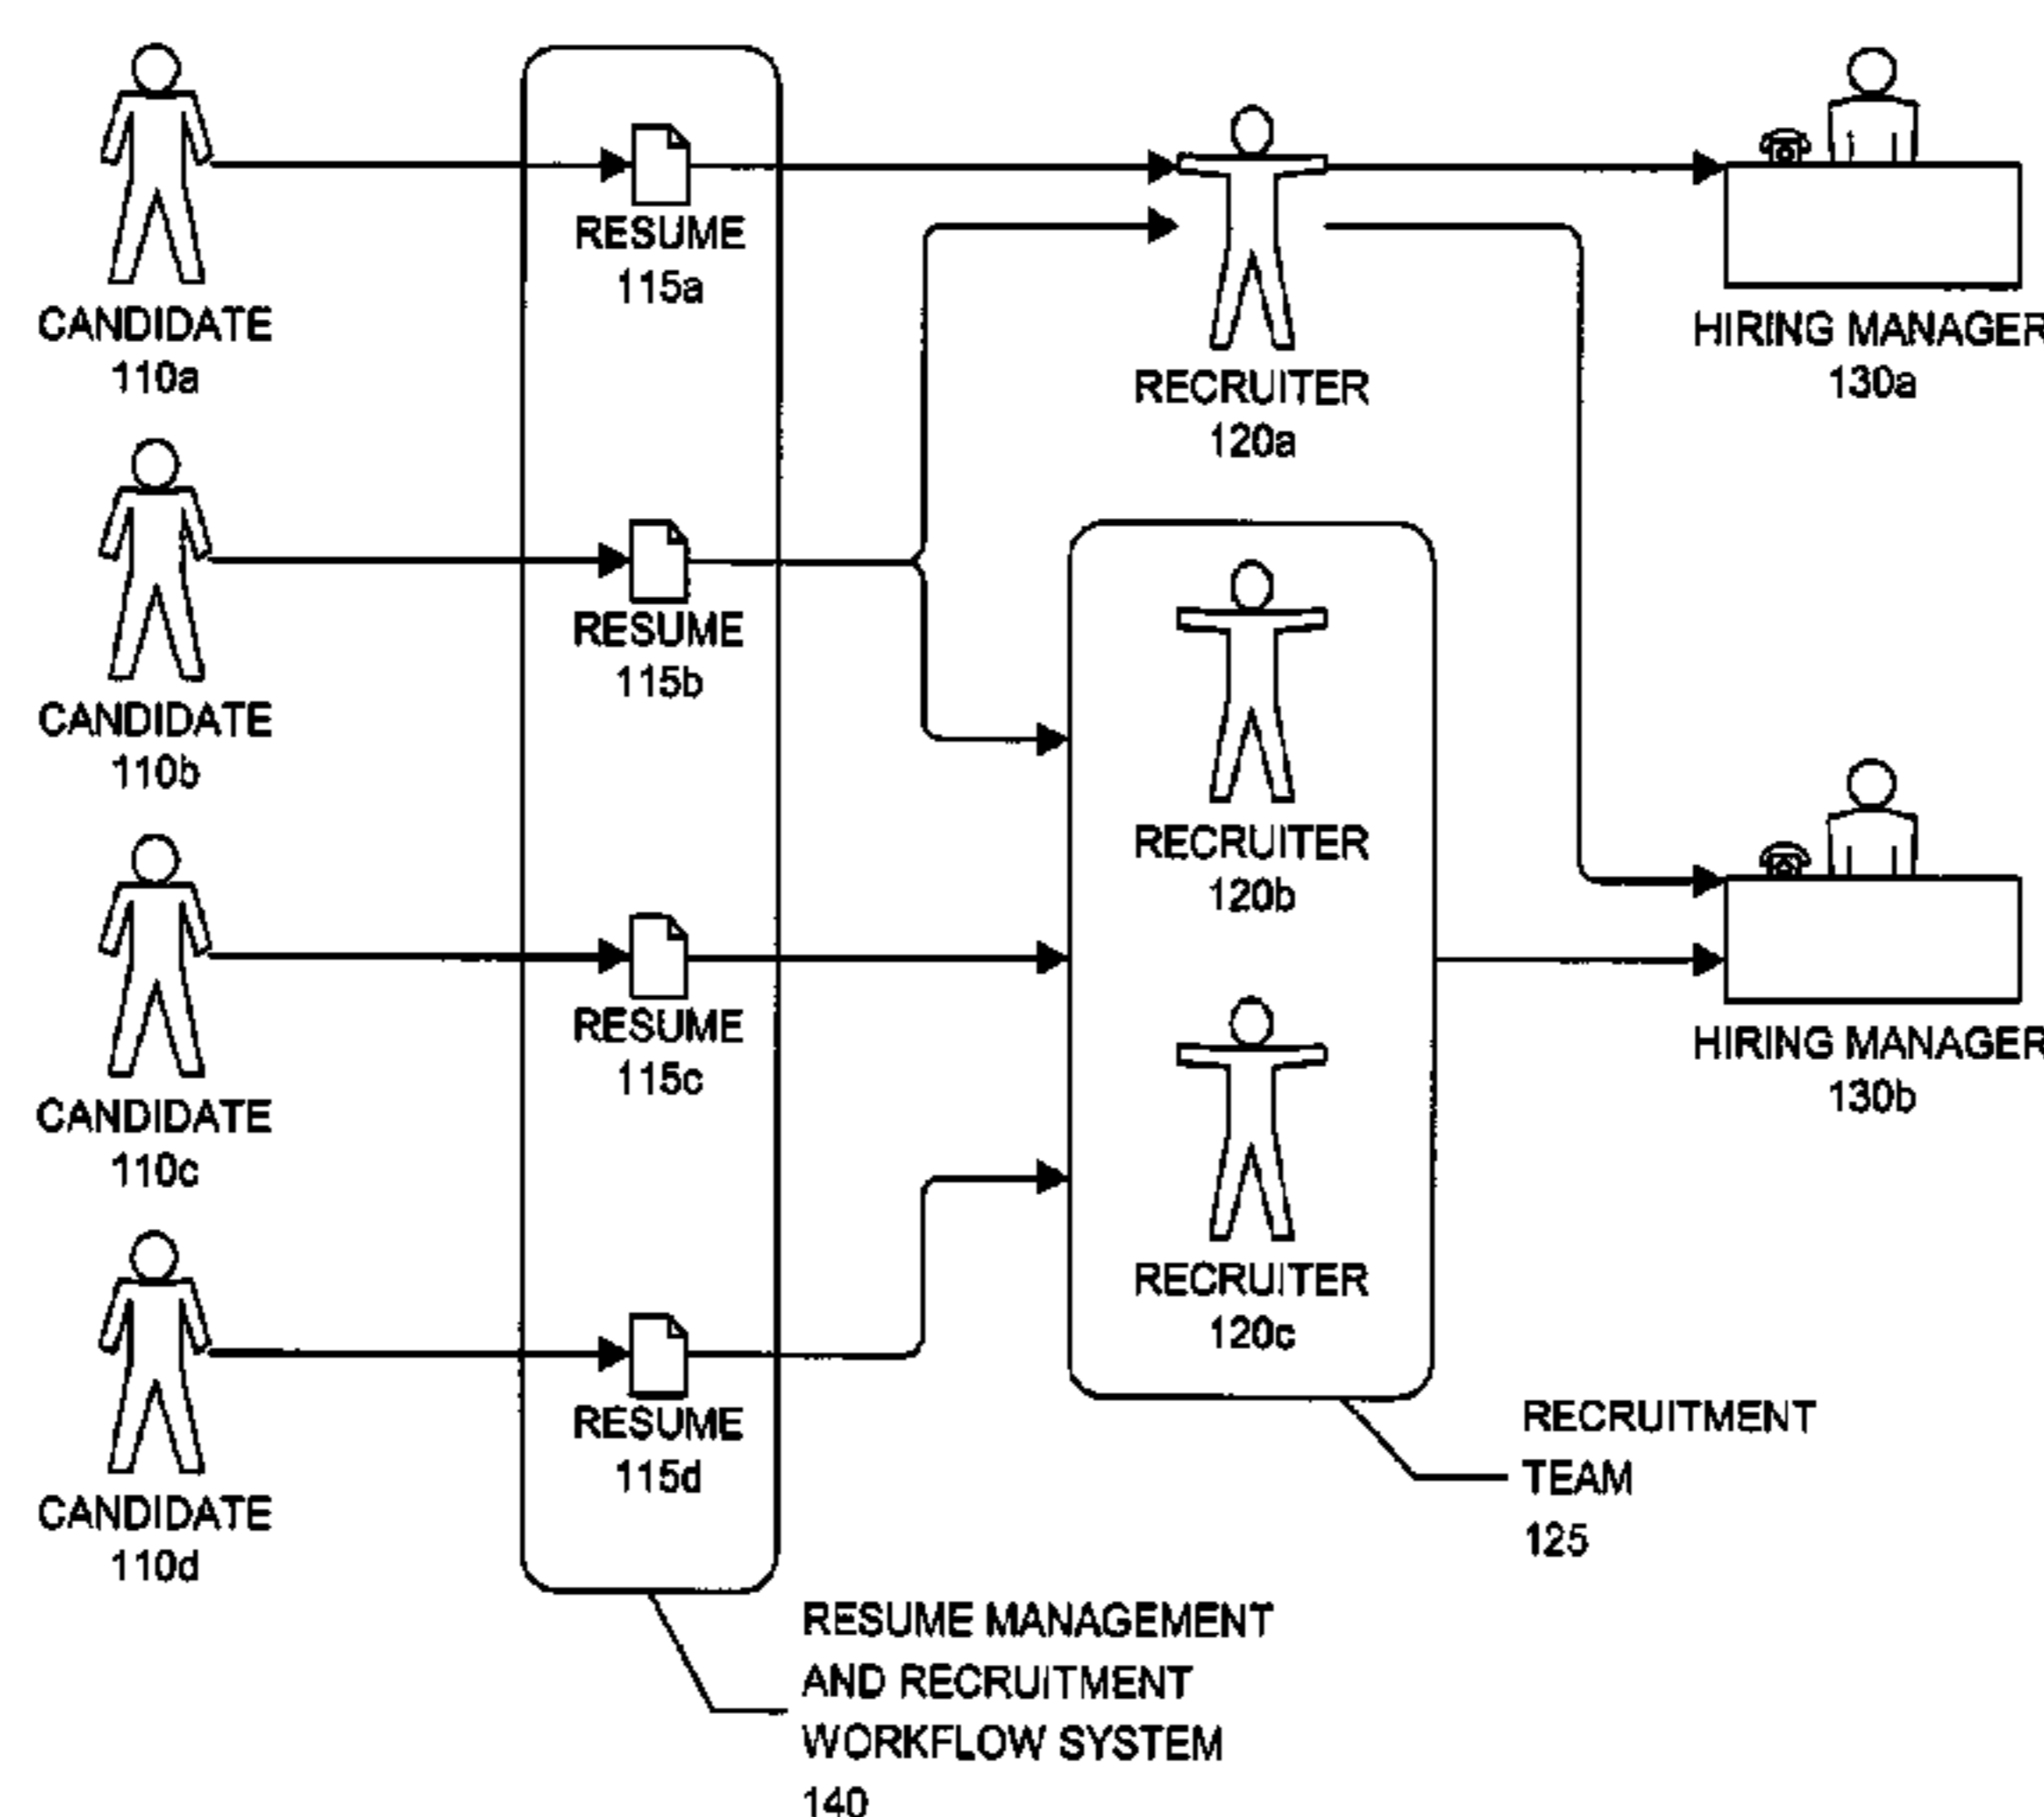 CANDIDATE
110a
RESUME
115a
RECRUITER
120a
HIRING MANAGER
130a
CANDIDATE
110b
RESUME
115b
RECRUITER
120b
CANDIDATE
110c
RESUME
115c
RECRUITER
120c
HIRING MANAGER
130b
CANDIDATE
110d
RESUME
115d
RECRUITMENT
TEAM
125
RESUME MANAGEMENT
AND RECRUITMENT
WORKFLOW SYSTEM
140